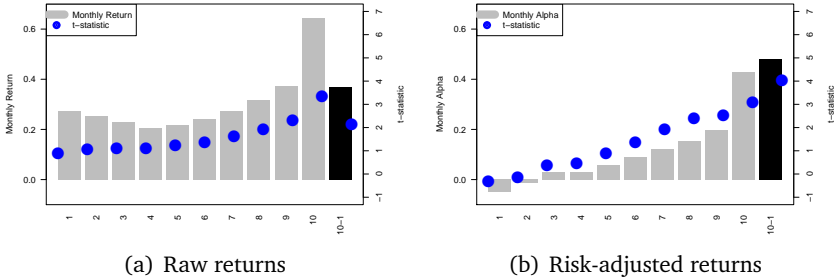 Monthly Return
t−statistic
Monthly Return
0.6
0.4
0.2
0.0
7
6
5
4
3
2
1
0
−1
t−statistic
1 2 3 4 5 6 7 8 9 10 10−1
(a) Raw returns
Monthly Alpha
t−statistic
Monthly Alpha
0.6
0.4
0.2
0.0
7
6
5
4
3
2
1
0
−1
t−statistic
1 2 3 4 5 6 7 8 9 10 10−1
(b) Risk-adjusted returns